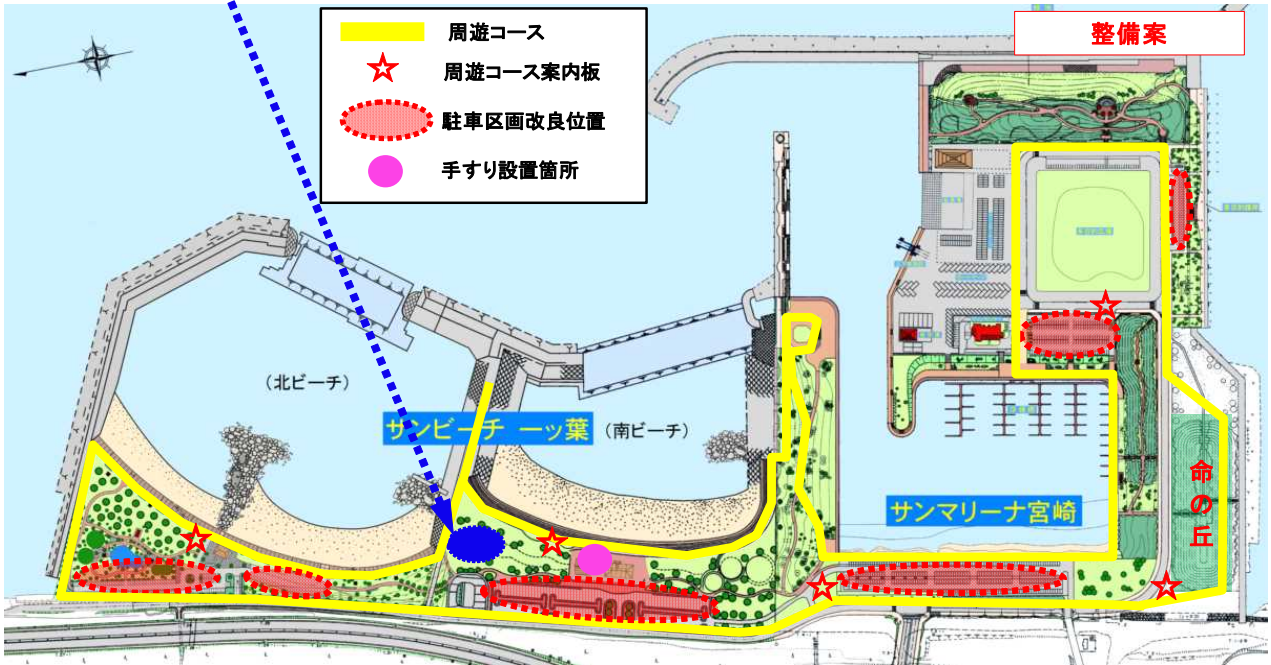 周遊コース
周遊コース案内板
駐車区画改良位置
手すり設置箇所
整備案
(北ビーチ)
サンビーチ 一ッ葉
(南ビーチ)
サンマリーナ宮崎
命の丘